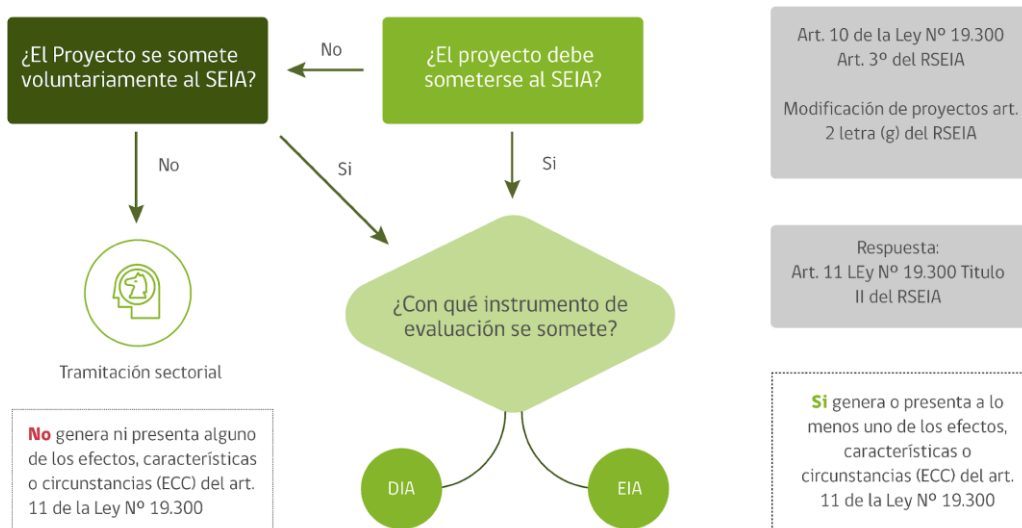 ¿El Proyecto se somete
voluntariamente al SEIA?
No
¿El proyecto debe
someterse al SEIA?
Art. 10 de la Ley Nº 19.300
Art. 3º del RSEIA
Modificación de proyectos art.
2 letra (g) del RSEIA
No
Si
Si
Respuesta:
Art. 11 LEy Nº 19.300 Titulo
II del RSEIA
¿Con qué instrumento de
evaluación se somete?
Tramitación sectorial
No genera ni presenta alguno
de los efectos, características
o circunstancias (ECC) del art.
11 de la Ley Nº 19.300
DIA
EIA
Si genera o presenta a lo
menos uno de los efectos,
características o
circunstancias (ECC) del art.
11 de la Ley Nº 19.300